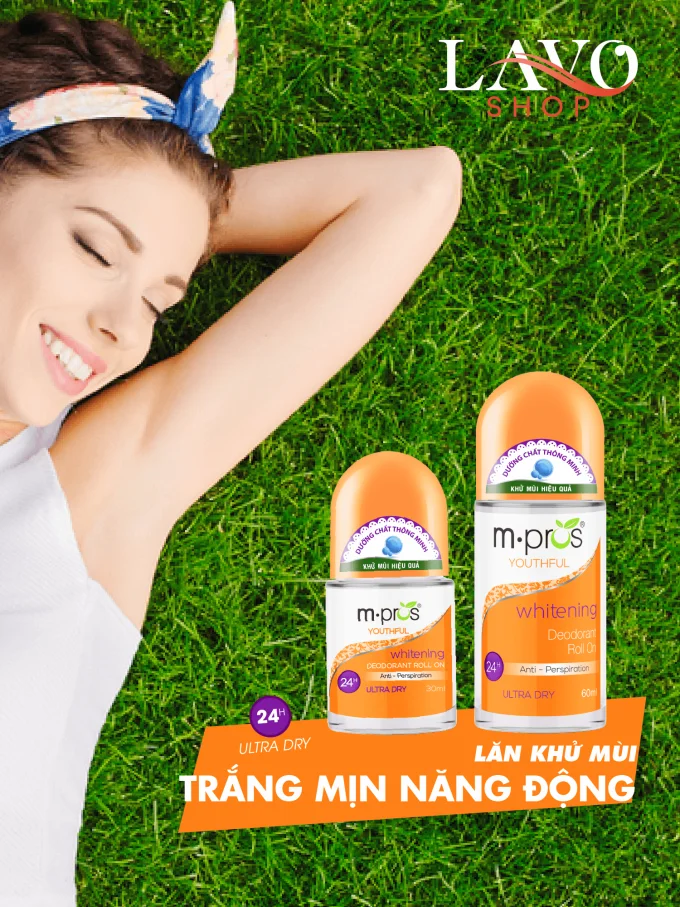 LAVO
SHOP
DƯỠNG CHẤT THÔNG MINH
KHỬ MÙI HIỆU QUẢ
m·pros®
YOUTHFUL
whitening
DEODORANT ROLL ON
Anti - Perspiration
24H
ULTRA DRY
30ml
DƯỠNG CHẤT THÔNG MINH
KHỬ MÙI HIỆU QUẢ
m·pros®
YOUTHFUL
whitening
Deodorant
Roll On
Anti - Perspiration
24H
ULTRA DRY
60ml
24H
ULTRA DRY
LĂN KHỬ MÙI
TRẮNG MỊN NĂNG ĐỘNG